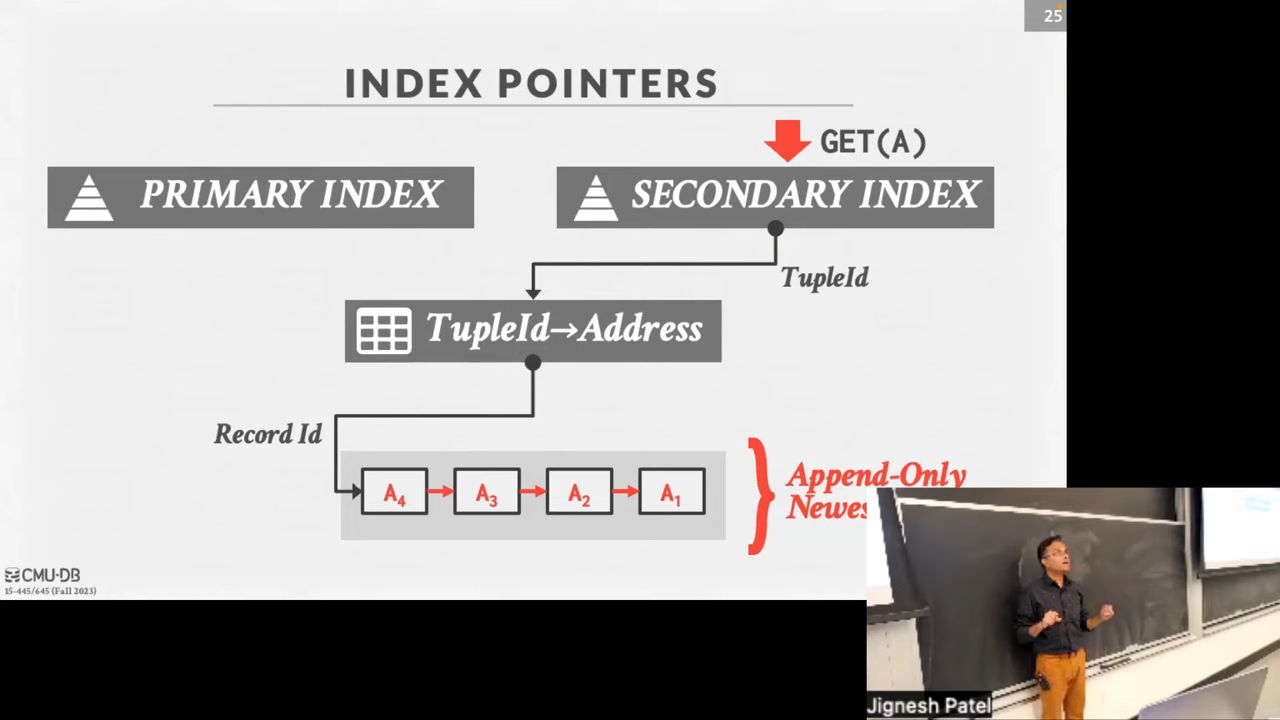 25
INDEX POINTERS
GET(A)
PRIMARY INDEX
SECONDARY INDEX
TupleId
TupleId→Address
Record Id
A4
A3
A2
A1
Append-Only
CMU·DB
15-445/645 (Fall 2023)
Jignesh Patel